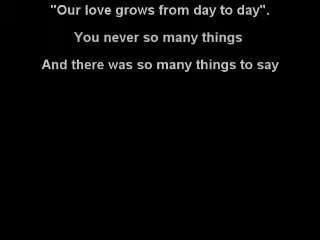 "Our love grows from day to day".
You never so many things
And there was so many things to say